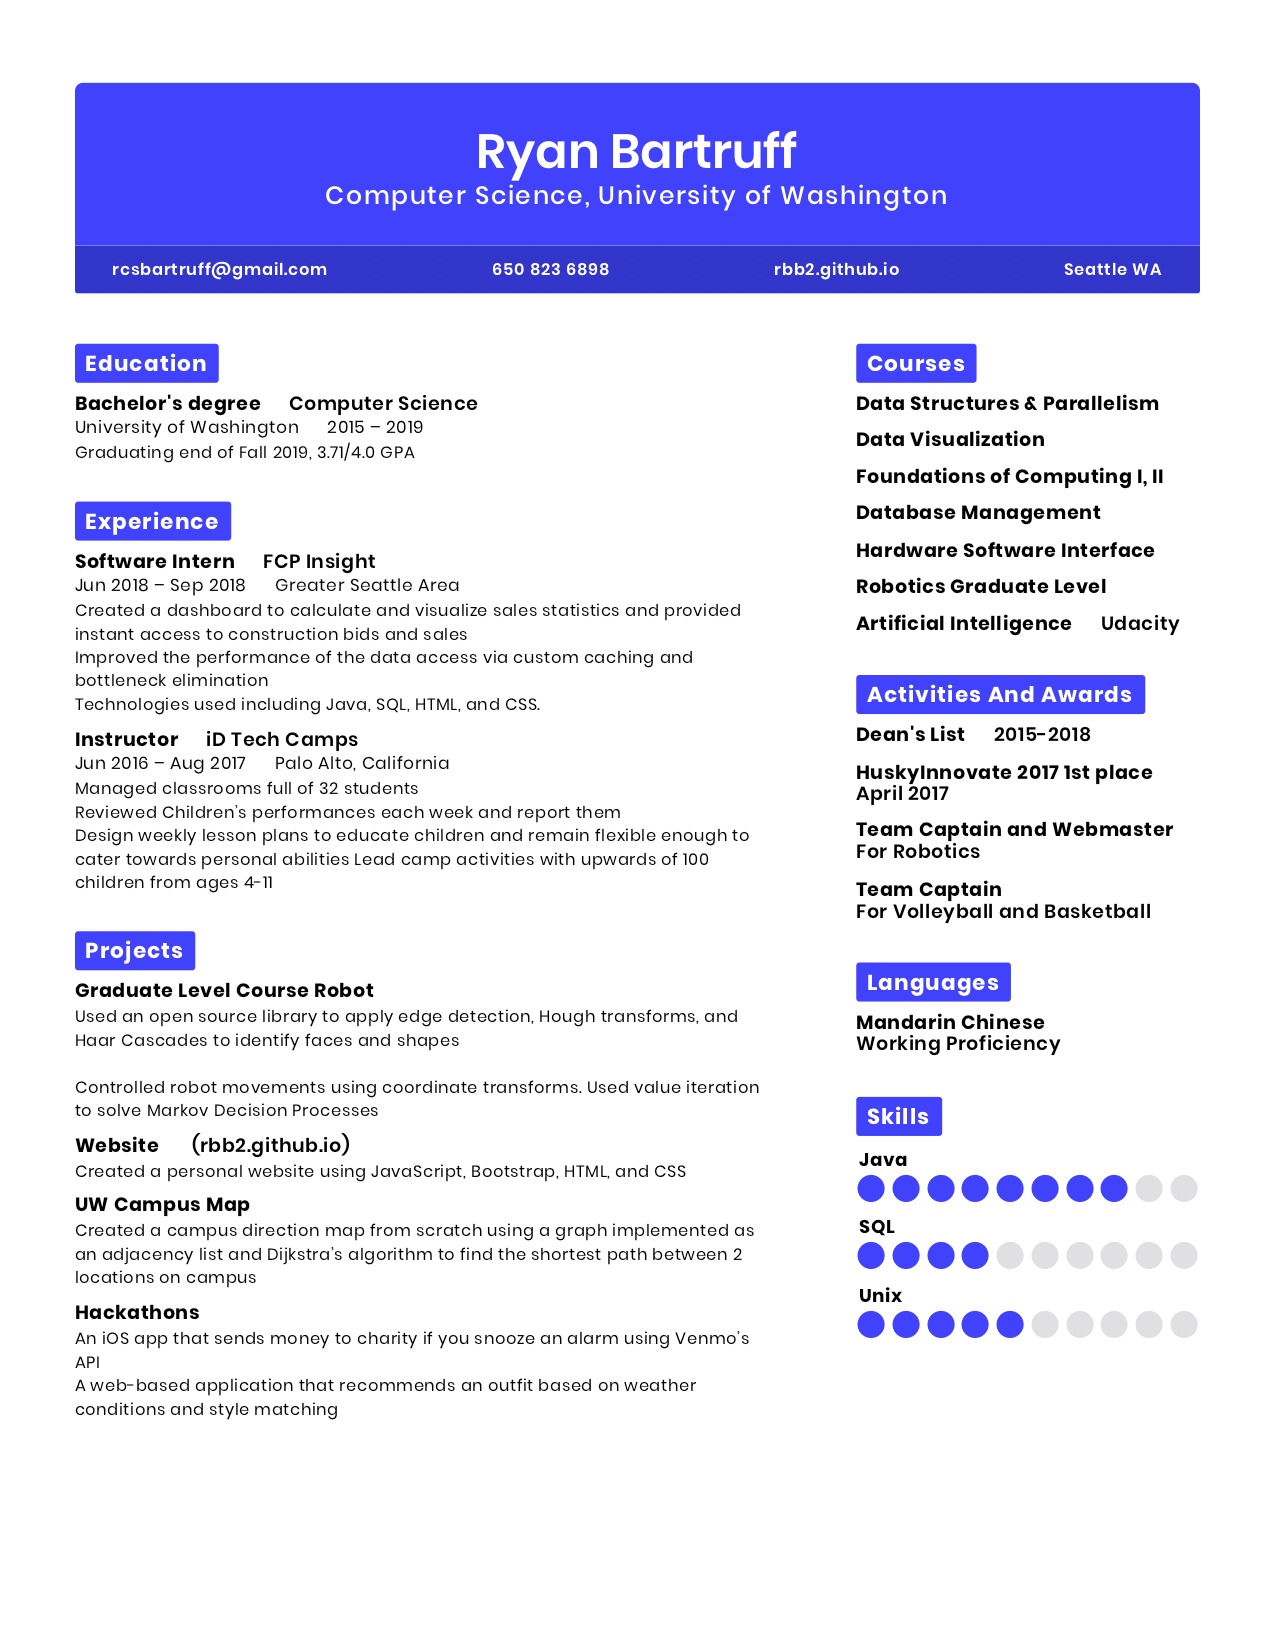 Ryan Bartruff
Computer Science, University of Washington
rcsbartruff@gmail.com 650 823 6898 rbb2.github.io Seattle WA
Education
Bachelor's degree Computer Science
University of Washington 2015 – 2019
Graduating end of Fall 2019, 3.71/4.0 GPA
Experience
Software Intern FCP Insight
Jun 2018 – Sep 2018 Greater Seattle Area
Created a dashboard to calculate and visualize sales statistics and provided
instant access to construction bids and sales
Improved the performance of the data access via custom caching and
bottleneck elimination
Technologies used including Java, SQL, HTML, and CSS.
Instructor iD Tech Camps
Jun 2016 – Aug 2017 Palo Alto, California
Managed classrooms full of 32 students
Reviewed Children’s performances each week and report them
Design weekly lesson plans to educate children and remain flexible enough to
cater towards personal abilities Lead camp activities with upwards of 100
children from ages 4-11
Projects
Graduate Level Course Robot
Used an open source library to apply edge detection, Hough transforms, and
Haar Cascades to identify faces and shapes
Controlled robot movements using coordinate transforms. Used value iteration
to solve Markov Decision Processes
Website (rbb2.github.io)
Created a personal website using JavaScript, Bootstrap, HTML, and CSS
UW Campus Map
Created a campus direction map from scratch using a graph implemented as
an adjacency list and Dijkstra’s algorithm to find the shortest path between 2
locations on campus
Hackathons
An iOS app that sends money to charity if you snooze an alarm using Venmo’s
API
A web-based application that recommends an outfit based on weather
conditions and style matching
Courses
Data Structures & Parallelism
Data Visualization
Foundations of Computing I, II
Database Management
Hardware Software Interface
Robotics Graduate Level
Artificial Intelligence Udacity
Activities And Awards
Dean's List 2015-2018
HuskyInnovate 2017 1st place
April 2017
Team Captain and Webmaster
For Robotics
Team Captain
For Volleyball and Basketball
Languages
Mandarin Chinese
Working Proficiency
Skills
Java
SQL
Unix